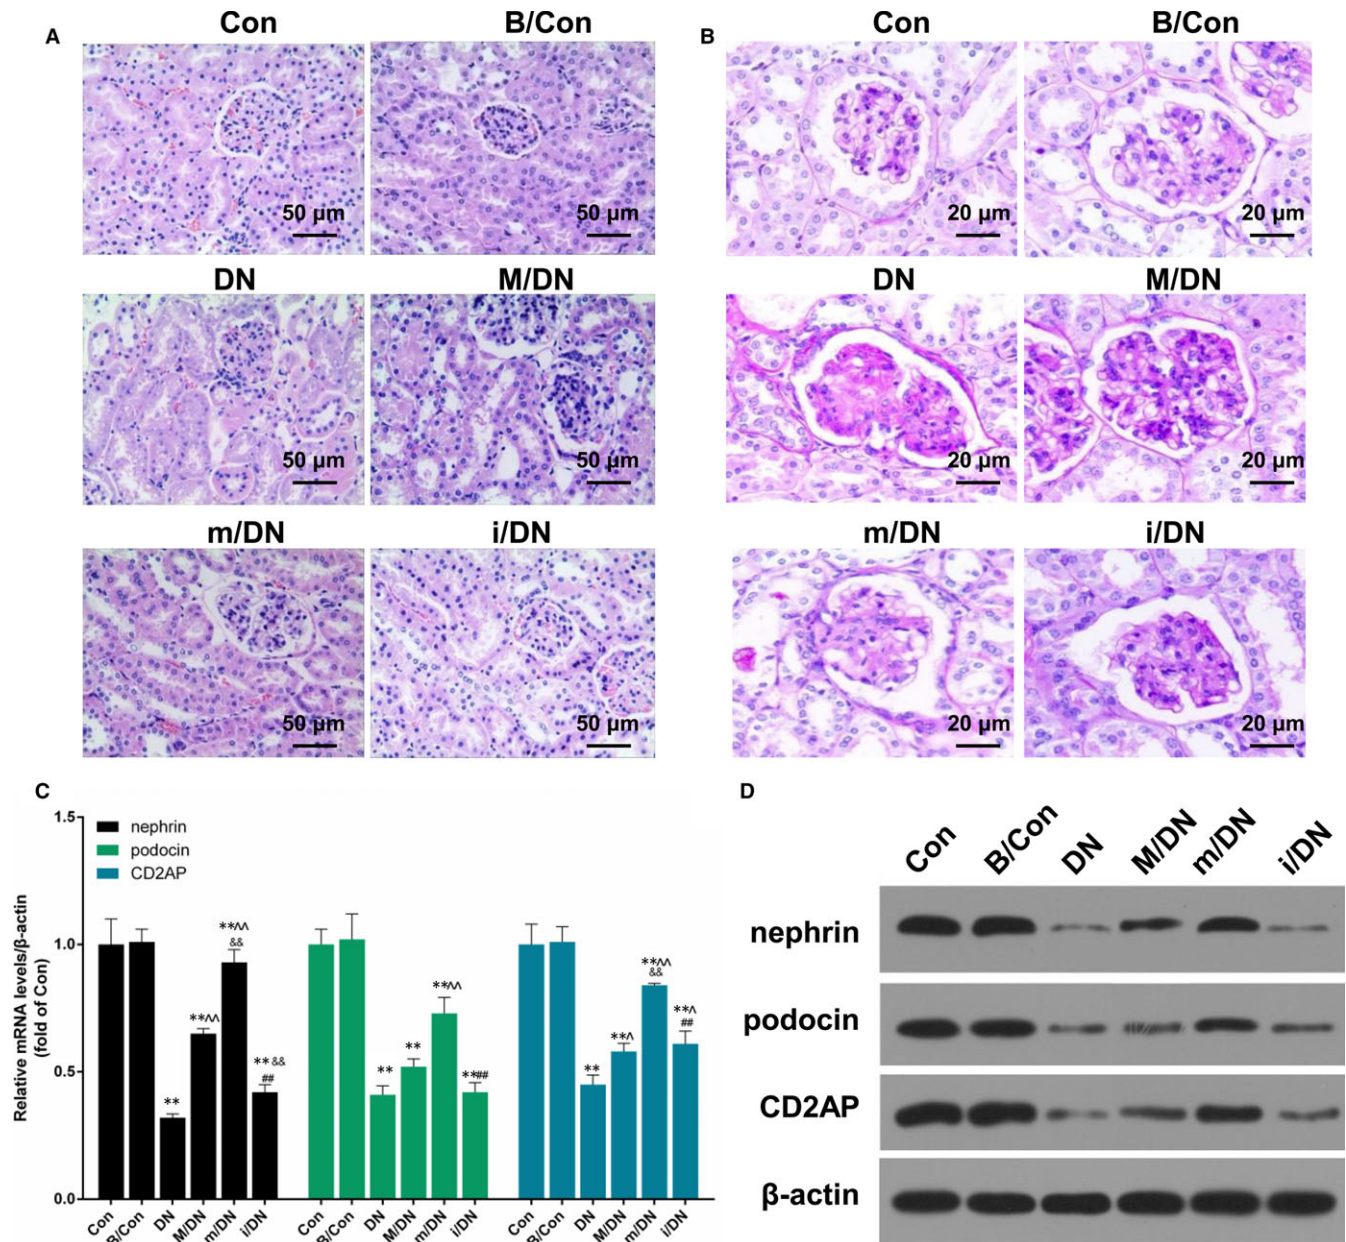 A
Con
B/Con
50 µm
50 µm
DN
M/DN
50 µm
50 µm
m/DN
i/DN
50 µm
50 µm
B
Con
B/Con
20 µm
20 µm
DN
M/DN
20 µm
20 µm
m/DN
i/DN
20 µm
20 µm
C
Relative mRNA levels/β-actin
(fold of Con)
1.5
1.0
0.5
0.0
nephrin
podocin
CD2AP
**
**^^
**^^
&&
**&&
##
**
**
**^^
**##
**
**^
**^^
&&
**^
##
Con
B/Con
DN
M/DN
m/DN
i/DN
Con
B/Con
DN
M/DN
m/DN
i/DN
Con
B/Con
DN
M/DN
m/DN
i/DN
D
Con
B/Con
DN
M/DN
m/DN
i/DN
nephrin
podocin
CD2AP
β-actin